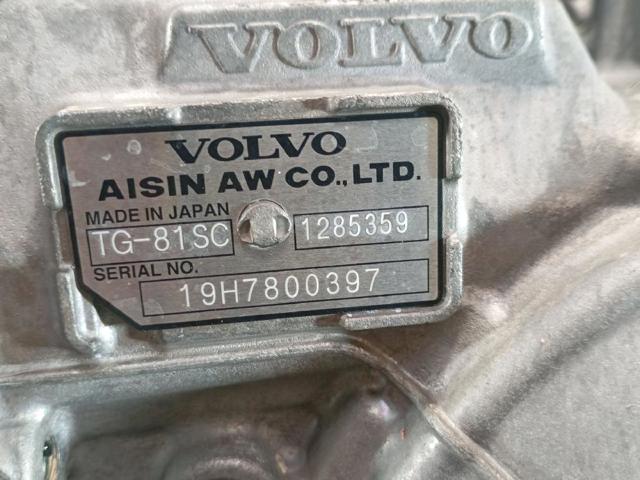 VOLVO
VOLVO
AISIN AW CO.,LTD.
MADE IN JAPAN
TG-81SC 1285359
SERIAL NO.
19H7800397